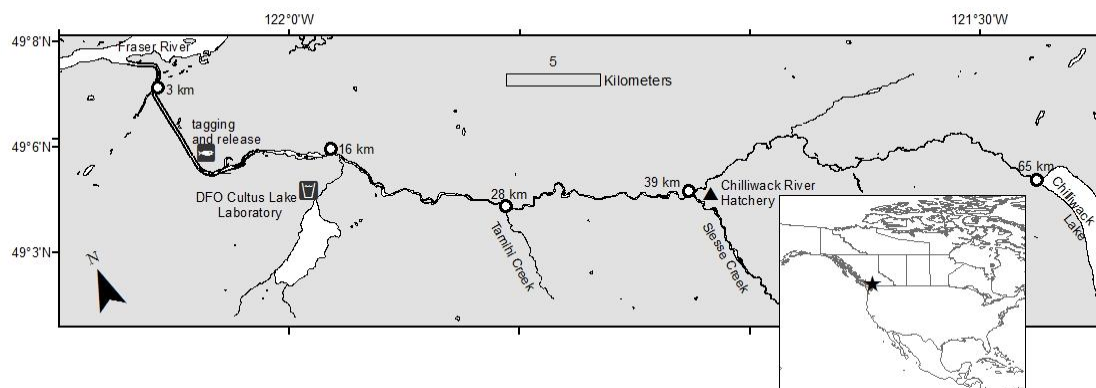 122°0'W
121°30'W
49°8'N
Fraser River
5
Kilometers
3 km
tagging
and release
49°6'N
16 km
65 km
39 km
Chilliwack River
Hatchery
DFO Cultus Lake
Laboratory
28 km
Chilliwack
Lake
Tamihi Creek
Slesse Creek
49°3'N
N